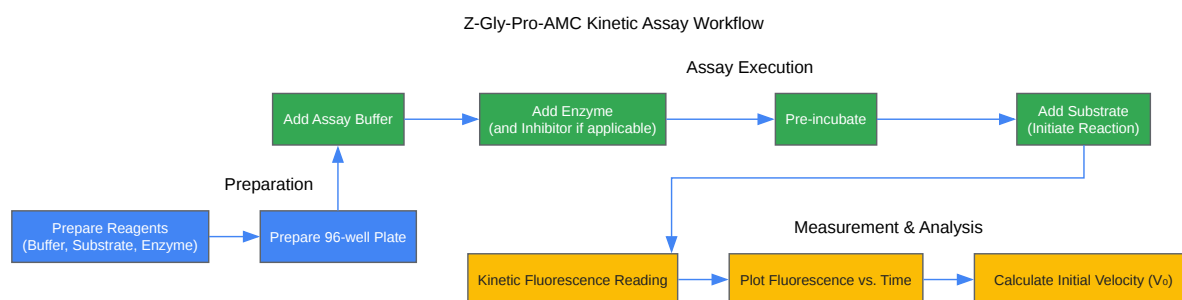 Z-Gly-Pro-AMC Kinetic Assay Workflow
Assay Execution
Add Assay Buffer
Add Enzyme
(and Inhibitor if applicable)
Pre-incubate
Add Substrate
(Initiate Reaction)
Preparation
Prepare Reagents
(Buffer, Substrate, Enzyme)
Prepare 96-well Plate
Measurement & Analysis
Kinetic Fluorescence Reading
Plot Fluorescence vs. Time
Calculate Initial Velocity (V₀)